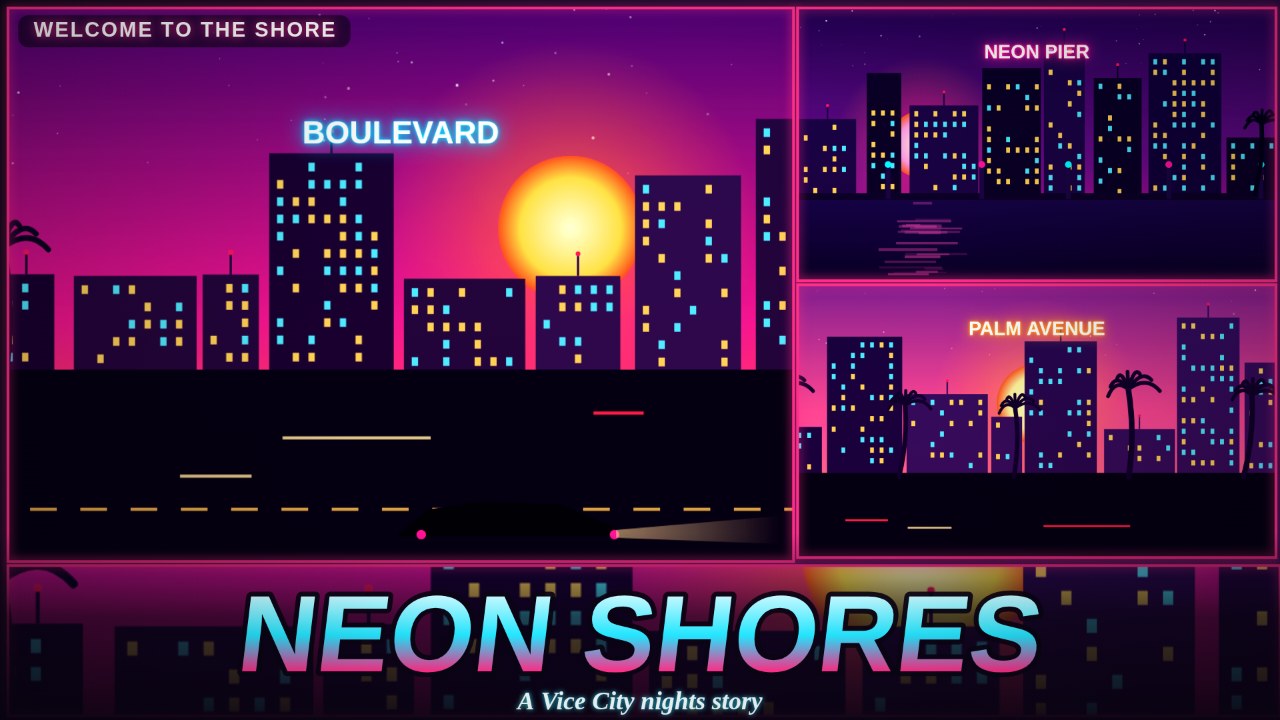 WELCOME TO THE SHORE
BOULEVARD
NEON PIER
PALM AVENUE
NEON SHORES
A Vice City nights story